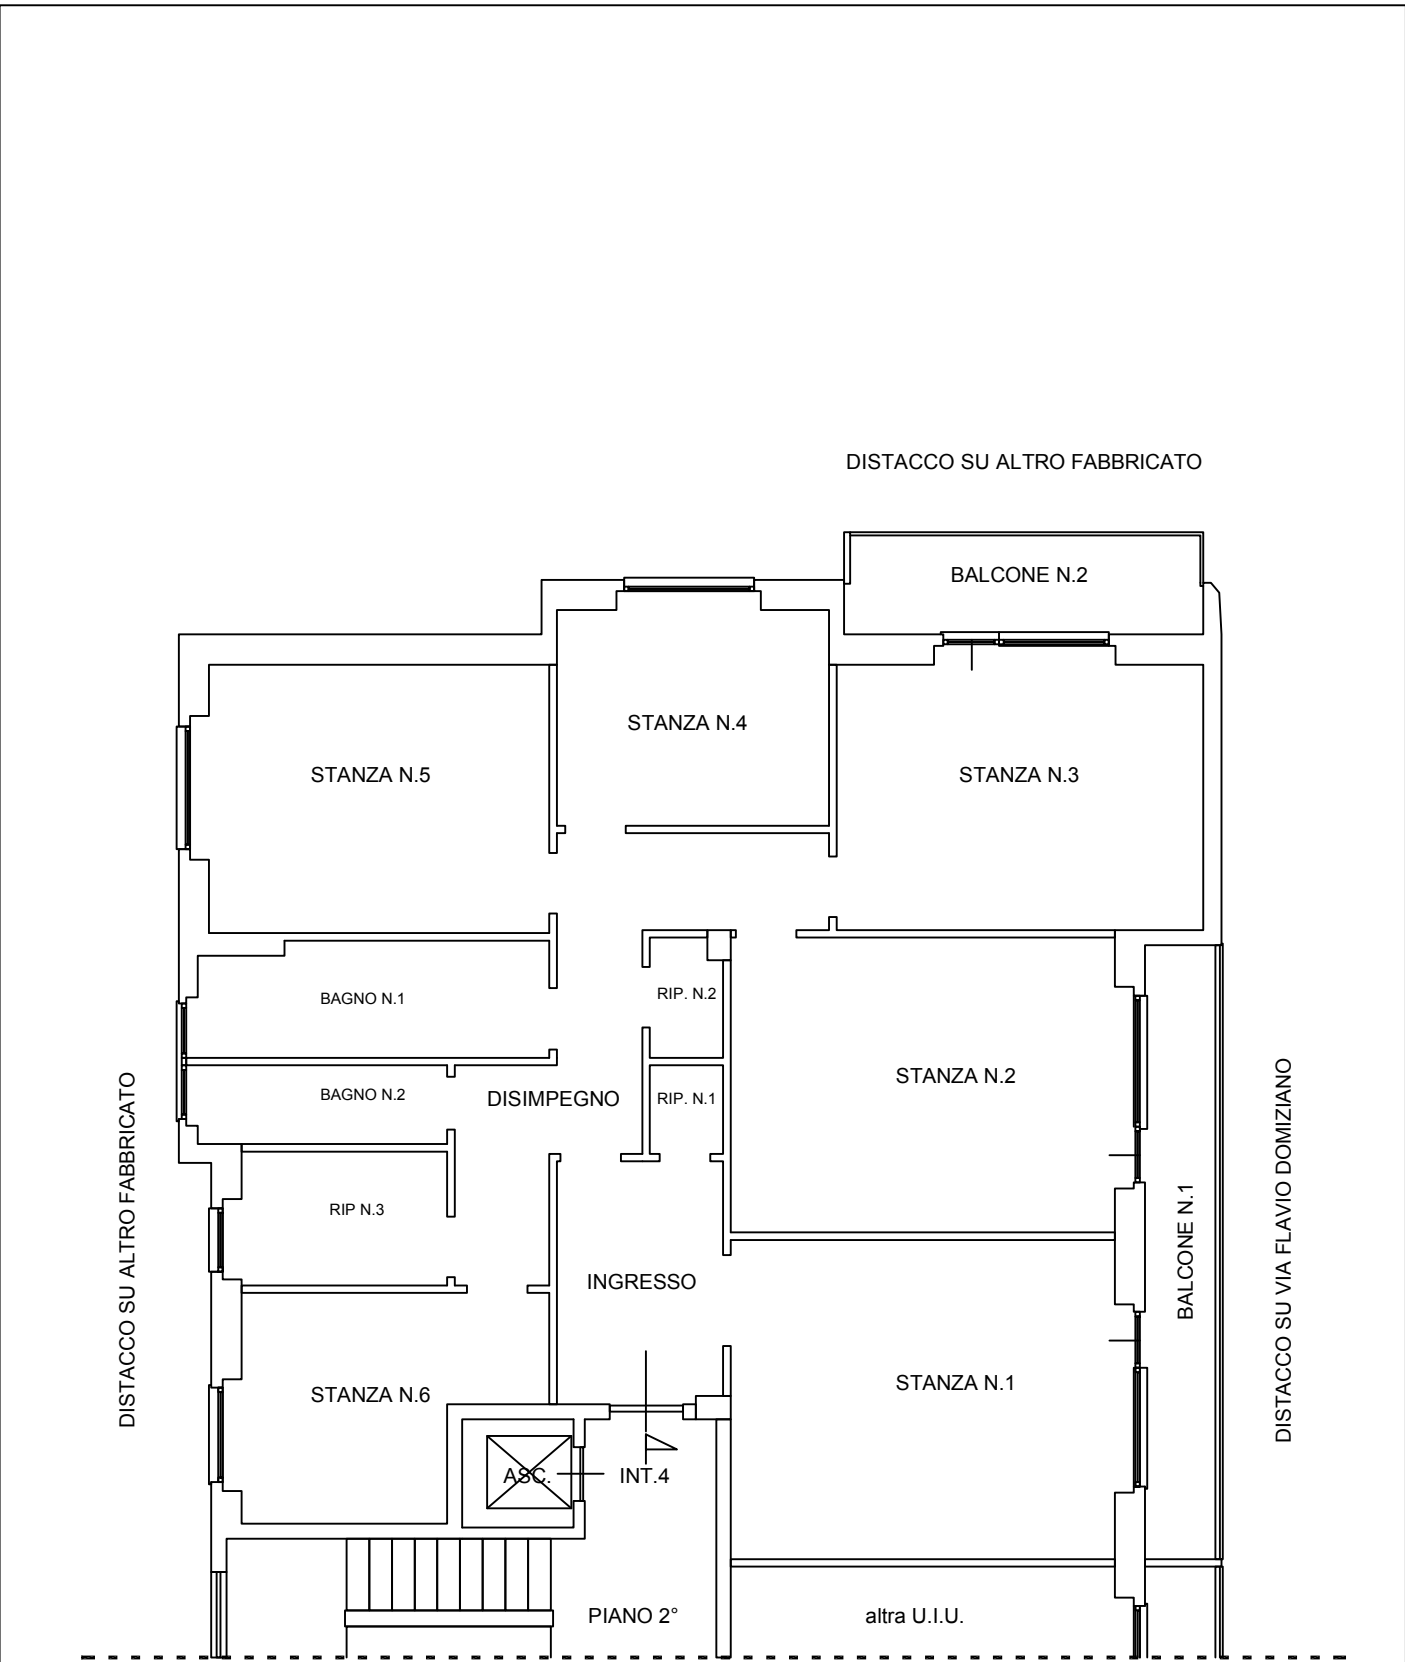 DISTACCO SU ALTRO FABBRICATO
BALCONE N.2
STANZA N.4
STANZA N.5
STANZA N.3
BAGNO N.1
RIP. N.2
STANZA N.2
BAGNO N.2
DISIMPEGNO
RIP. N.1
DISTACCO SU ALTRO FABBRICATO
RIP N.3
BALCONE N.1
DISTACCO SU VIA FLAVIO DOMIZIANO
INGRESSO
STANZA N.6
STANZA N.1
ASC.
INT.4
PIANO 2°
altra U.I.U.